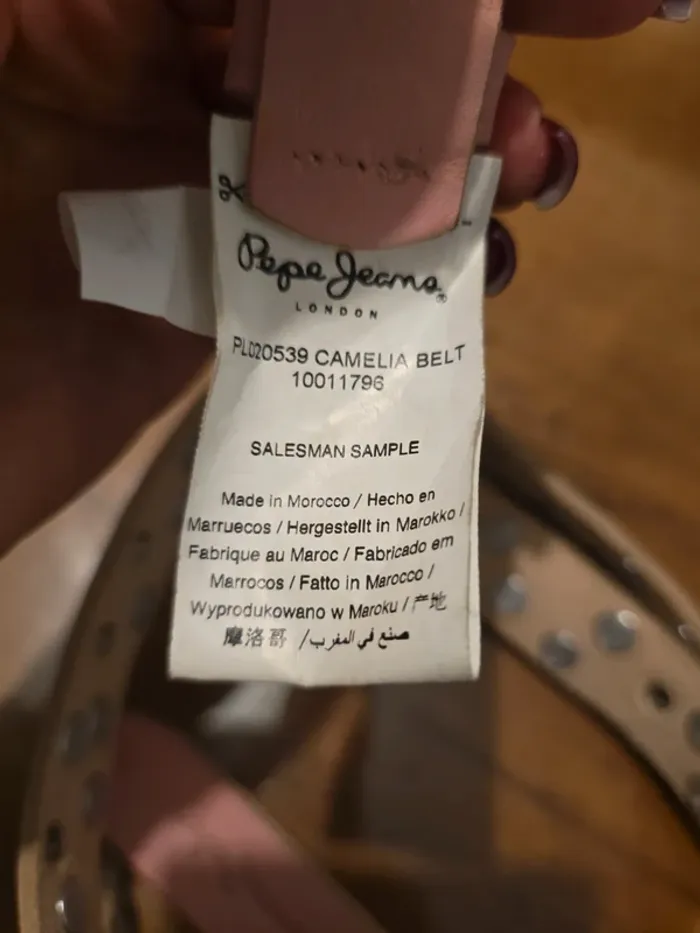 Pepe Jeans®
LONDON
PL020539 CAMELIA BELT
10011796
SALESMAN SAMPLE
Made in Morocco / Hecho en
Marruecos / Hergestellt in Marokko /
Fabrique au Maroc / Fabricado em
Marrocos / Fatto in Marocco /
Wyprodukowano w Maroku / 产地
摩洛哥 / صنع في المغرب